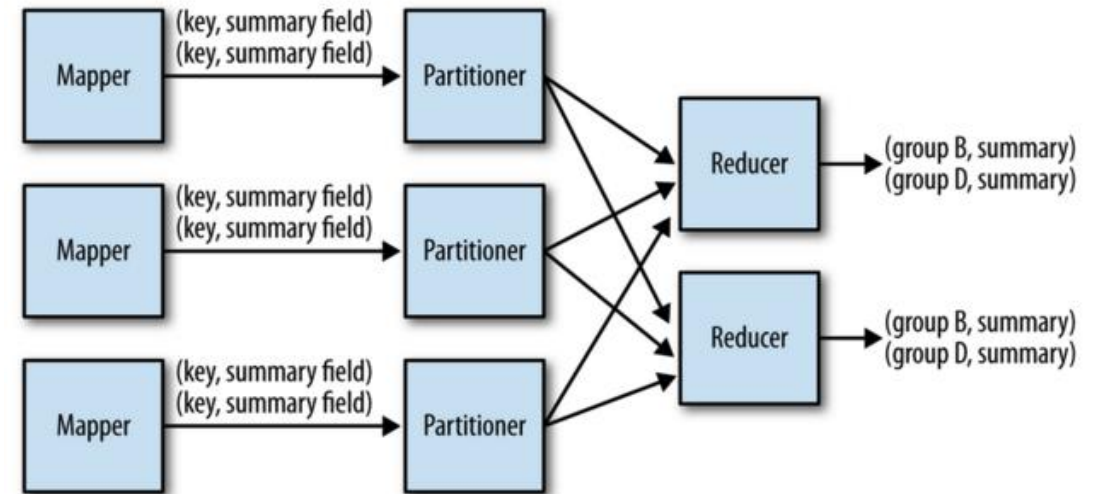 (key, summary field)
(key, summary field)
Mapper
Partitioner
Reducer
(group B, summary)
(group D, summary)
(key, summary field)
(key, summary field)
Mapper
Partitioner
Reducer
(group B, summary)
(group D, summary)
(key, summary field)
(key, summary field)
Mapper
Partitioner